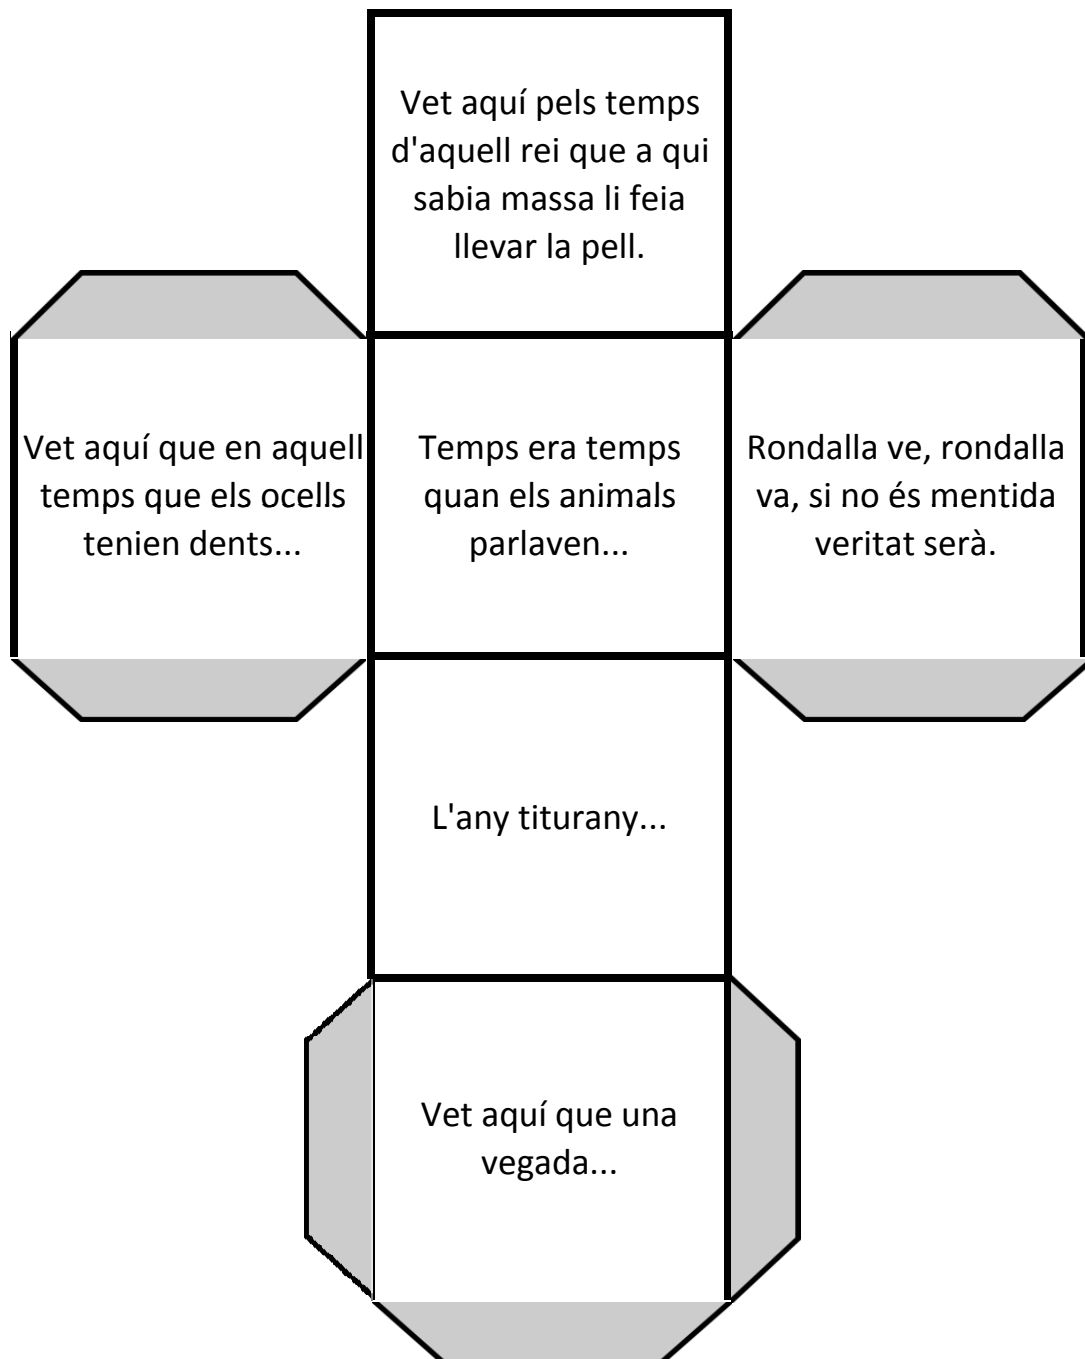 Vet aquí pels temps
d'aquell rei que a qui
sabia massa li feia
llevar la pell.
Vet aquí que en aquell
temps que els ocells
tenien dents...
Temps era temps
quan els animals
parlaven...
Rondalla ve, rondalla
va, si no és mentida
veritat serà.
L'any titurany...
Vet aquí que una
vegada...